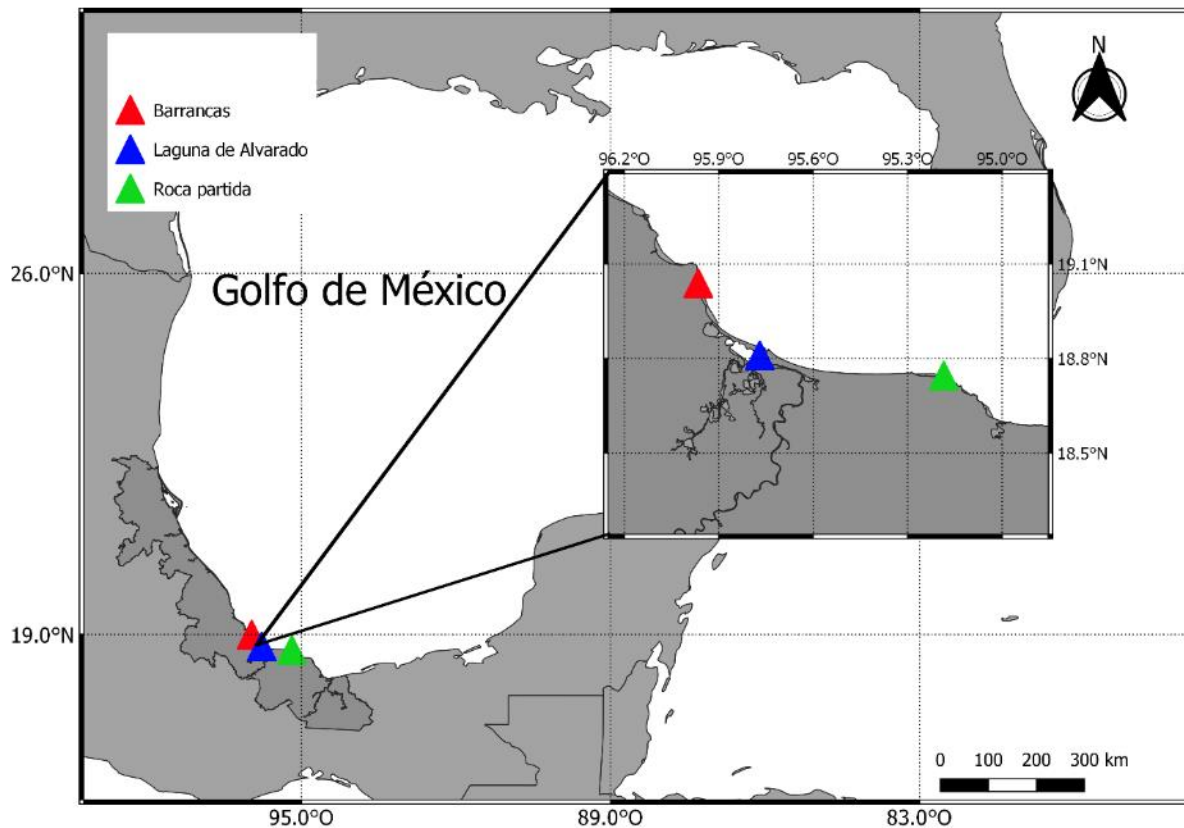 Barrancas
Laguna de Alvarado
Roca partida
N
96.2°O 95.9°O 95.6°O 95.3°O 95.0°O
19.1°N
18.8°N
18.5°N
26.0°N
Golfo de México
19.0°N
0 100 200 300 km
95.0°O 89.0°O 83.0°O